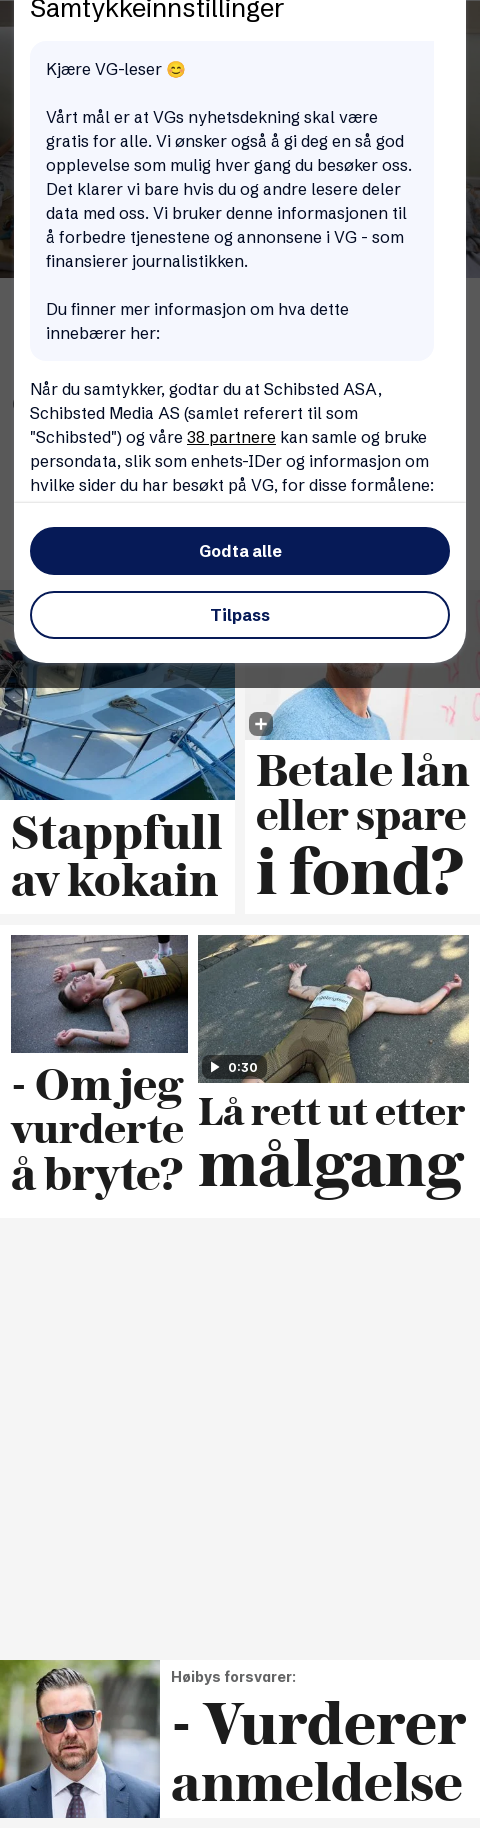 Samtykkeinnstillinger
Kjære VG-leser 😊
Vårt mål er at VGs nyhetsdekning skal være
gratis for alle. Vi ønsker også å gi deg en så god
opplevelse som mulig hver gang du besøker oss.
Det klarer vi bare hvis du og andre lesere deler
data med oss. Vi bruker denne informasjonen til
å forbedre tjenestene og annonsene i VG - som
finansierer journalistikken.
Du finner mer informasjon om hva dette
innebærer her:
Når du samtykker, godtar du at Schibsted ASA,
Schibsted Media AS (samlet referert til som
"Schibsted") og våre 38 partnere kan samle og bruke
persondata, slik som enhets-IDer og informasjon om
hvilke sider du har besøkt på VG, for disse formålene:
Godta alle
Tilpass
Stappfull
av kokain
Betale lån
eller spare
i fond?
- Om jeg
vurderte
å bryte?
0:30
Lå rett ut etter
målgang
Høibys forsvarer:
- Vurderer
anmeldelse